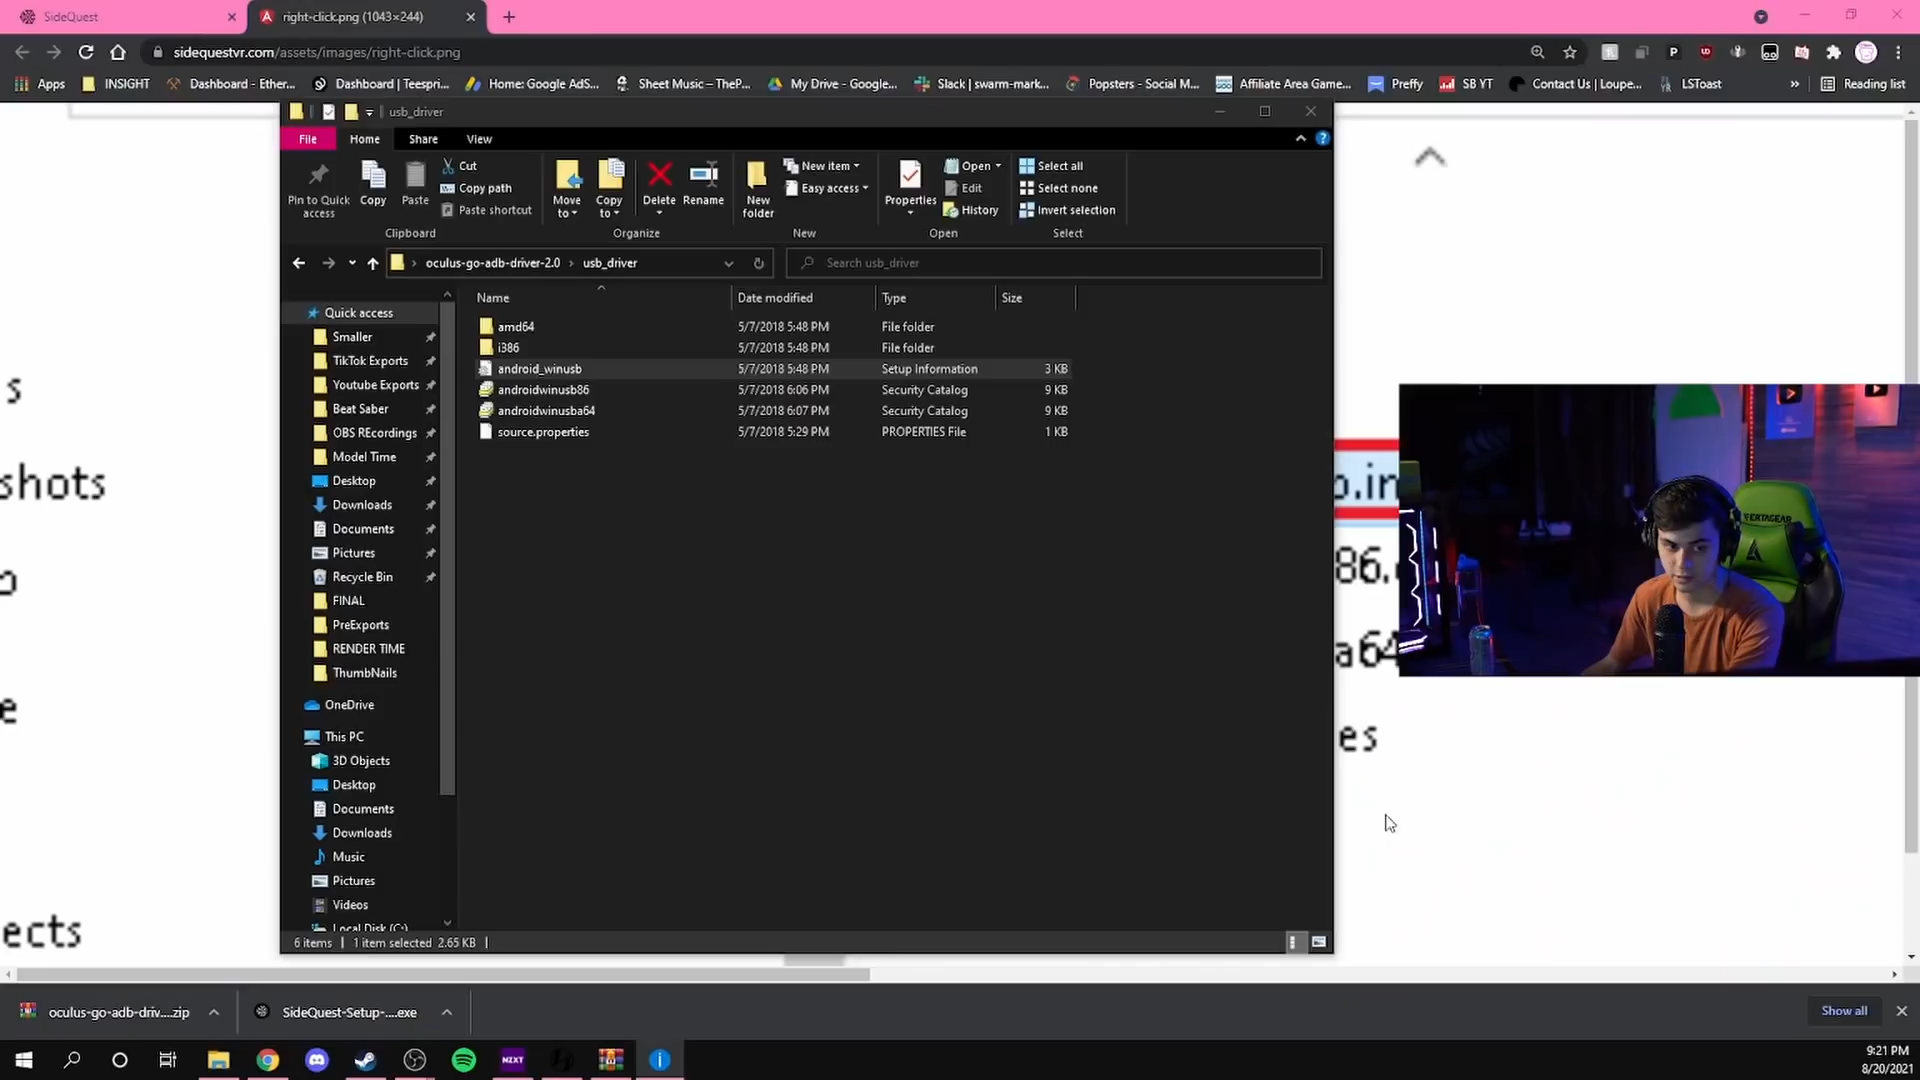 SideQuest
right-click.png (1043×244)
sidequestvr.com/assets/images/right-click.png
Apps
INSIGHT
Dashboard - Ether...
Dashboard | Teespri...
Home: Google AdS...
Sheet Music – TheP...
My Drive - Google...
Slack | swarm-mark...
Popsters - Social M...
Affiliate Area Game...
Preffy
SB YT
Contact Us | Loupe...
LSToast
»
Reading list
usb_driver
File
Home
Share
View
Pin to Quick access
Copy
Paste
Cut
Copy path
Paste shortcut
Clipboard
Move to
Copy to
Delete
Rename
Organize
New folder
New item
Easy access
New
Properties
Open
Edit
History
Open
Select all
Select none
Invert selection
Select
oculus-go-adb-driver-2.0 › usb_driver
Search usb_driver
Name
Date modified
Type
Size
amd64 5/7/2018 5:48 PM File folder
i386 5/7/2018 5:48 PM File folder
android_winusb 5/7/2018 5:48 PM Setup Information 3 KB
androidwinusb86 5/7/2018 6:06 PM Security Catalog 9 KB
androidwinusba64 5/7/2018 6:07 PM Security Catalog 9 KB
source.properties 5/7/2018 5:29 PM PROPERTIES File 1 KB
Quick access
Smaller
TikTok Exports
Youtube Exports
Beat Saber
OBS REcordings
Model Time
Desktop
Downloads
Documents
Pictures
Recycle Bin
FINAL
PreExports
RENDER TIME
ThumbNails
OneDrive
This PC
3D Objects
Desktop
Documents
Downloads
Music
Pictures
Videos
Local Disk (C:)
6 items
1 item selected 2.65 KB
s
shots
e
ects
.in
86.
a64
es
VERTAGEAR
oculus-go-adb-driv....zip
SideQuest-Setup-....exe
Show all
NZXT
9:21 PM
8/20/2021